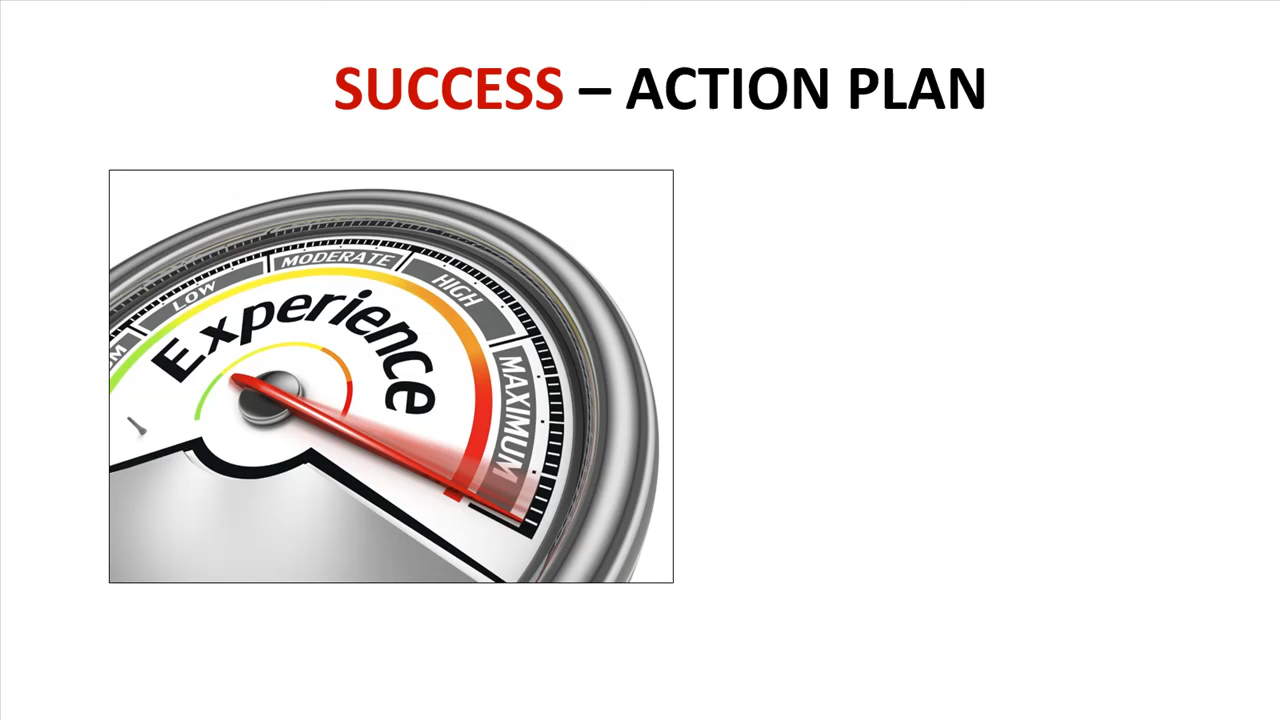 SUCCESS – ACTION PLAN
LOW
MODERATE
HIGH
MAXIMUM
Experience